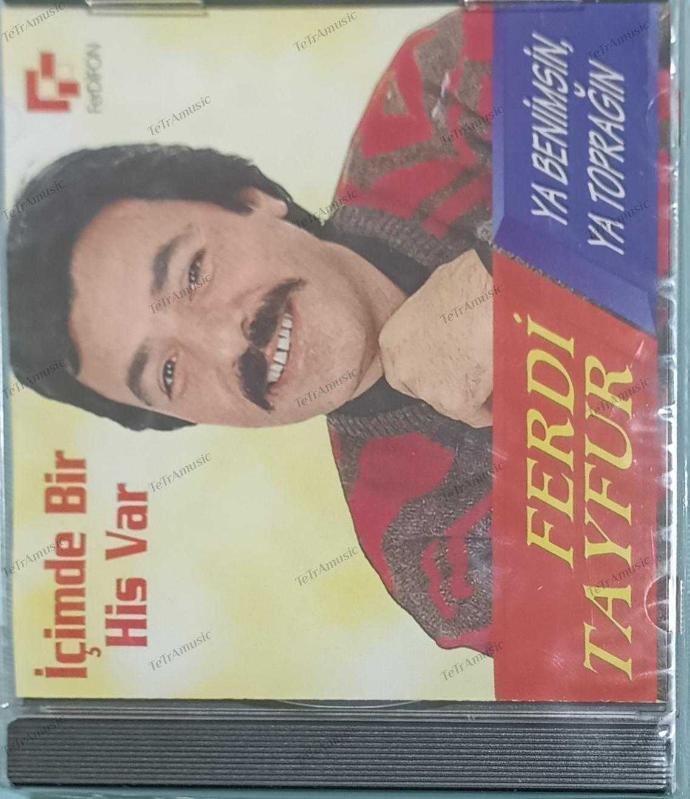 İçimde Bir
His Var
FerDİFON
FERDİ
TAYFUR
YA BENİMSİN,
YA TOPRAĞIN
TeTrAmusic